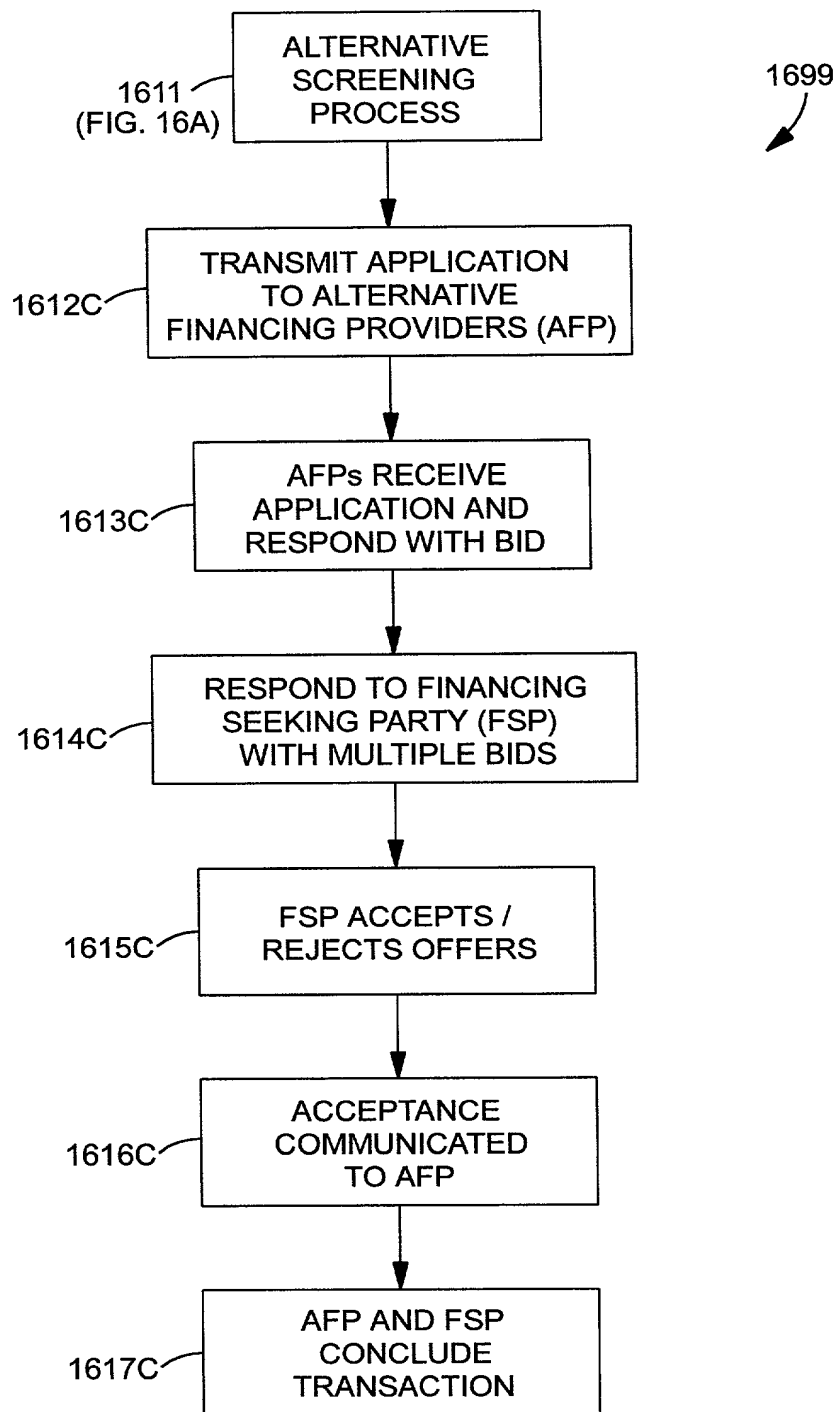 ALTERNATIVE
SCREENING
PROCESS
1611
(FIG. 16A)
1699
TRANSMIT APPLICATION
TO ALTERNATIVE
FINANCING PROVIDERS (AFP)
1612C
AFPs RECEIVE
APPLICATION AND
RESPOND WITH BID
1613C
RESPOND TO FINANCING
SEEKING PARTY (FSP)
WITH MULTIPLE BIDS
1614C
FSP ACCEPTS /
REJECTS OFFERS
1615C
ACCEPTANCE
COMMUNICATED
TO AFP
1616C
AFP AND FSP
CONCLUDE
TRANSACTION
1617C